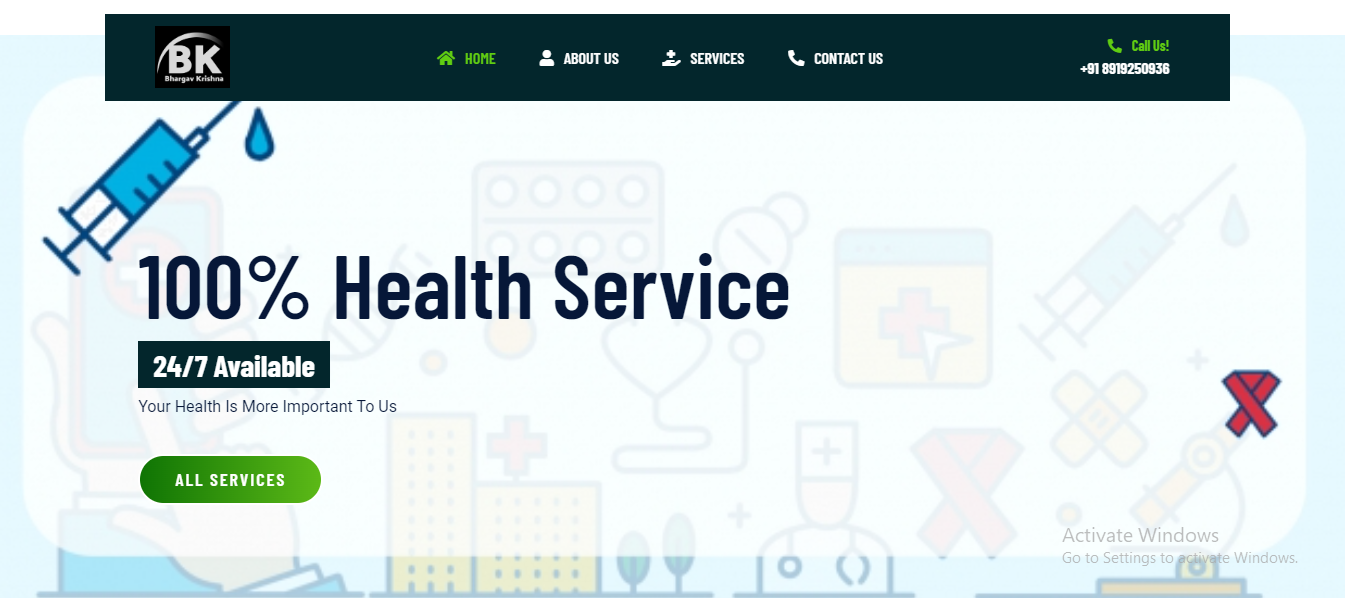 BK
Bhargav Krishna
HOME
ABOUT US
SERVICES
CONTACT US
Call Us!
+91 8919250936
100% Health Service
24/7 Available
Your Health Is More Important To Us
ALL SERVICES
Activate Windows
Go to Settings to activate Windows.